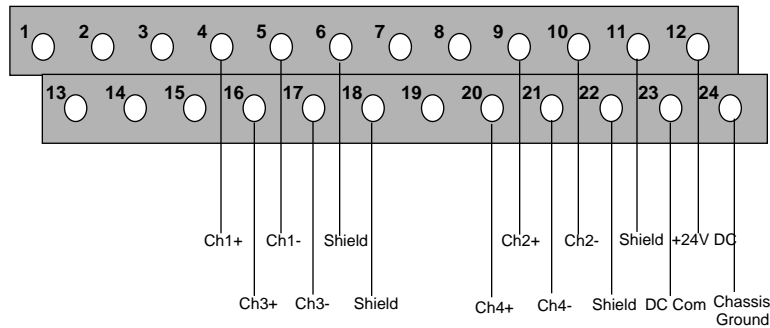 1 2 3 4 5 6 7 8 9 10 11 12
13 14 15 16 17 18 19 20 21 22 23 24
Ch1+ Ch1- Shield Ch2+ Ch2- Shield +24V DC
Ch3+ Ch3- Shield Ch4+ Ch4- Shield DC Com Chassis
Ground